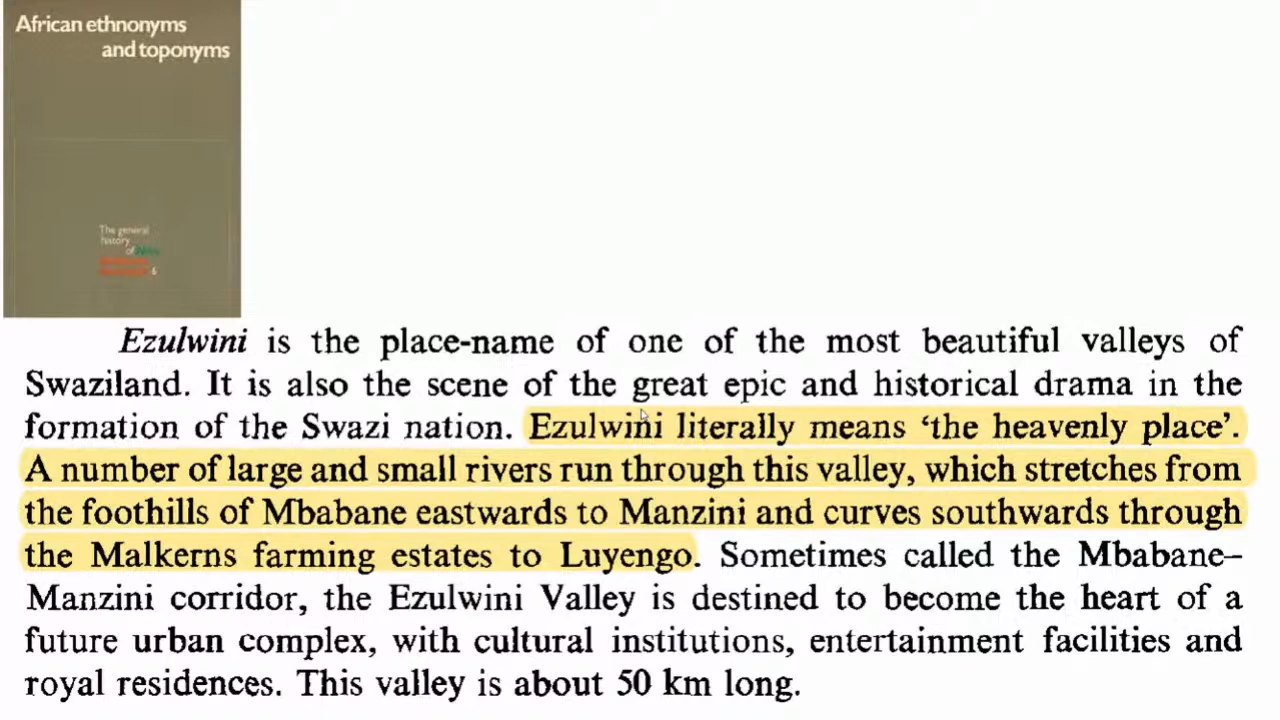 African ethnonyms
and toponyms
The general
history
of Africa
6
Ezulwini is the place-name of one of the most beautiful valleys of
Swaziland. It is also the scene of the great epic and historical drama in the
formation of the Swazi nation. Ezulwini literally means ‘the heavenly place’.
A number of large and small rivers run through this valley, which stretches from
the foothills of Mbabane eastwards to Manzini and curves southwards through
the Malkerns farming estates to Luyengo. Sometimes called the Mbabane–
Manzini corridor, the Ezulwini Valley is destined to become the heart of a
future urban complex, with cultural institutions, entertainment facilities and
royal residences. This valley is about 50 km long.